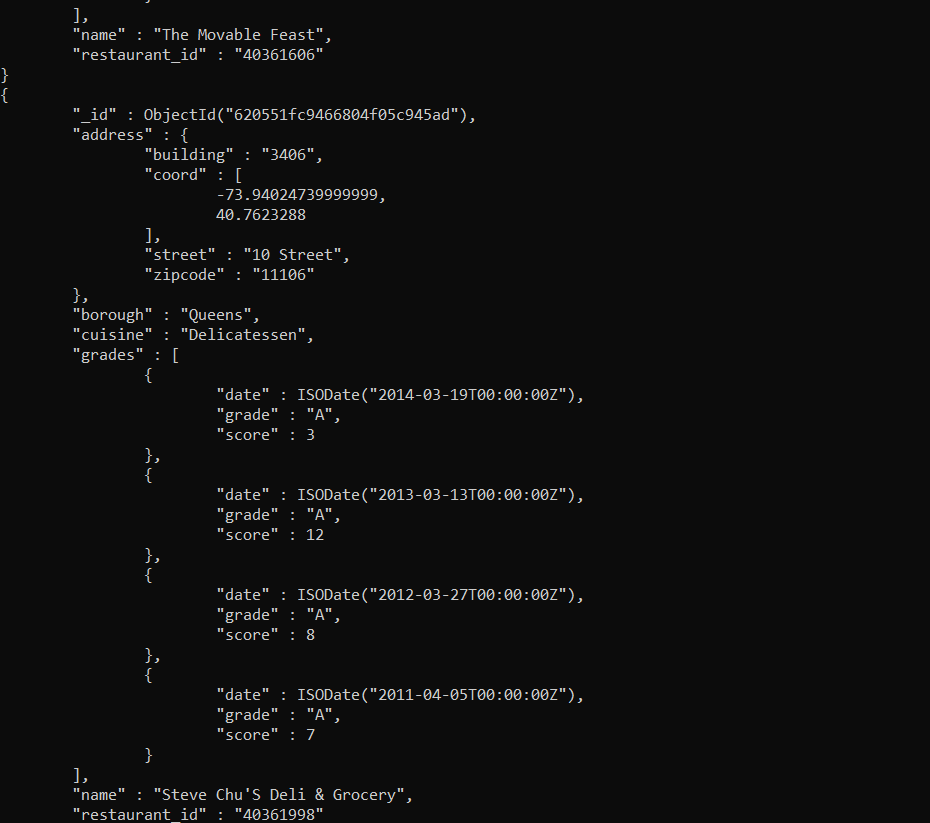 ],
"name" : "The Movable Feast",
"restaurant_id" : "40361606"
}
{
"_id" : ObjectId("620551fc9466804f05c945ad"),
"address" : {
"building" : "3406",
"coord" : [
-73.94024739999999,
40.7623288
],
"street" : "10 Street",
"zipcode" : "11106"
},
"borough" : "Queens",
"cuisine" : "Delicatessen",
"grades" : [
{
"date" : ISODate("2014-03-19T00:00:00Z"),
"grade" : "A",
"score" : 3
},
{
"date" : ISODate("2013-03-13T00:00:00Z"),
"grade" : "A",
"score" : 12
},
{
"date" : ISODate("2012-03-27T00:00:00Z"),
"grade" : "A",
"score" : 8
},
{
"date" : ISODate("2011-04-05T00:00:00Z"),
"grade" : "A",
"score" : 7
}
],
"name" : "Steve Chu'S Deli & Grocery",
"restaurant_id" : "40361998"